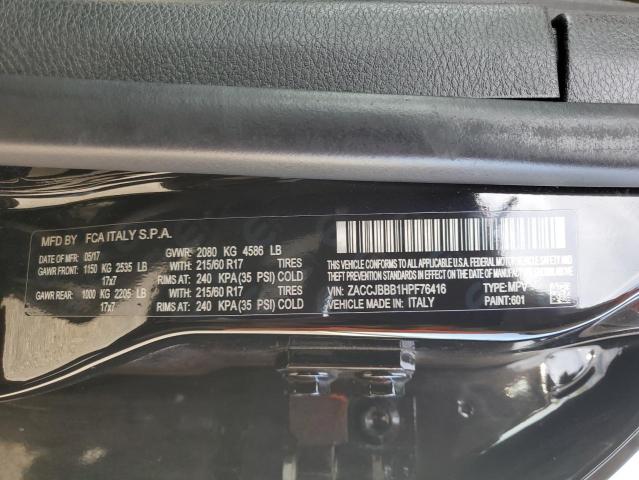 MFD BY FCA ITALY S.P.A.
DATE OF MFR: 05/17 GVWR: 2080 KG 4586 LB
GAWR FRONT: 1150 KG 2535 LB WITH: 215/60 R17 TIRES
17x7 RIMS AT: 240 KPA (35 PSI) COLD
GAWR REAR: 1000 KG 2205 LB WITH: 215/60 R17 TIRES
17x7 RIMS AT: 240 KPA (35 PSI) COLD
THIS VEHICLE CONFORMS TO ALL APPLICABLE
U.S.A. FEDERAL MOTOR VEHICLE SAFETY, BUMPER AND
THEFT PREVENTION STANDARDS IN EFFECT ON THE DATE
OF MANUFACTURE SHOWN ABOVE.
VIN: ZACCJBBB1HPF76416 TYPE: MPV
VEHICLE MADE IN: ITALY PAINT: 601